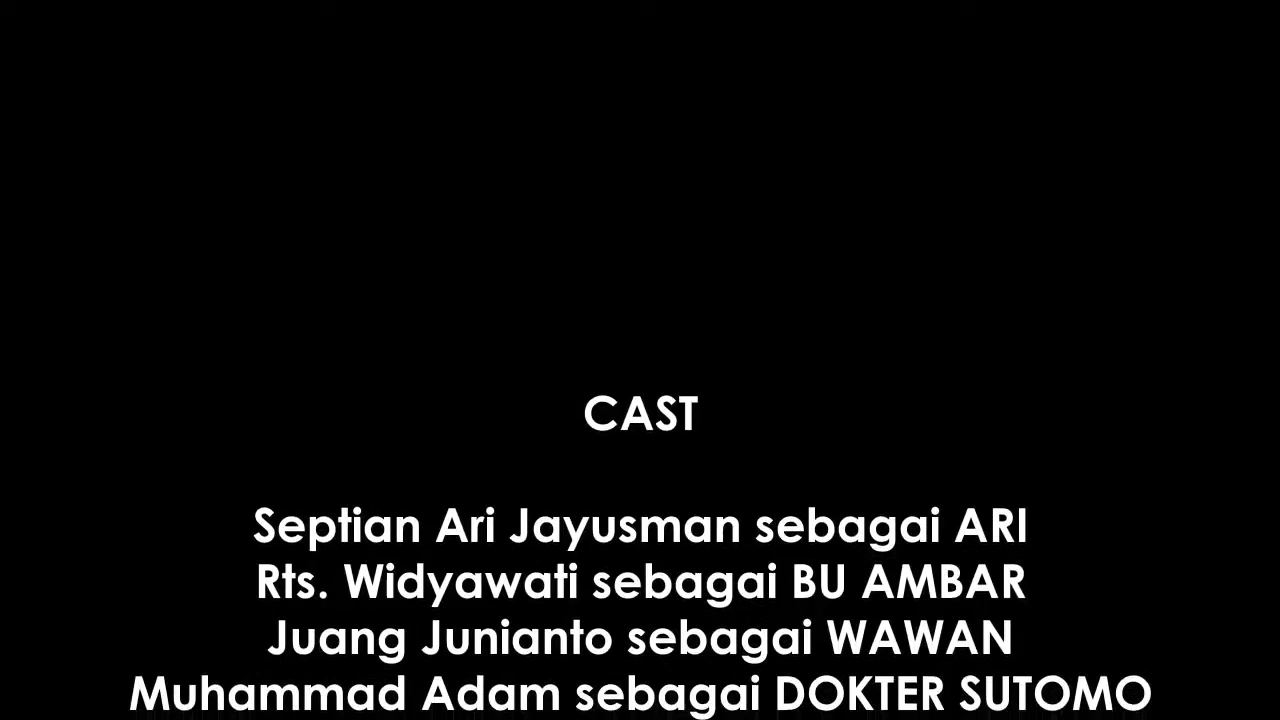 CAST
Septian Ari Jayusman sebagai ARI
Rts. Widyawati sebagai BU AMBAR
Juang Junianto sebagai WAWAN
Muhammad Adam sebagai DOKTER SUTOMO